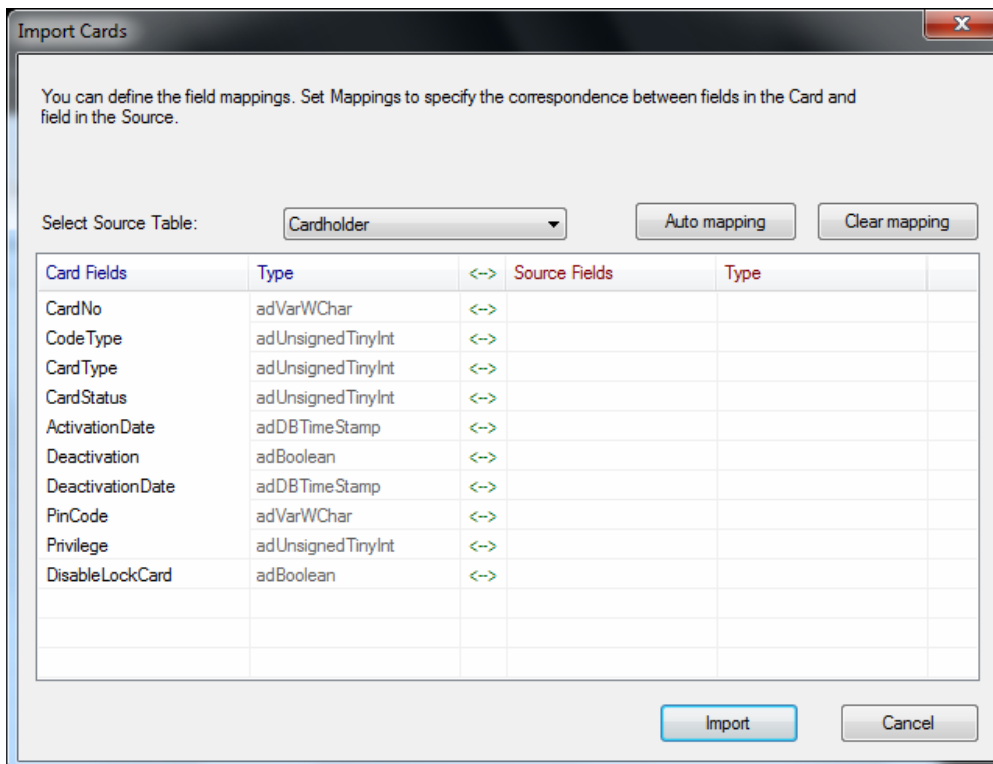 Import Cards
You can define the field mappings. Set Mappings to specify the correspondence between fields in the Card and
field in the Source.
Select Source Table: Cardholder Auto mapping Clear mapping
Card Fields Type <--> Source Fields Type
CardNo adVarWChar <-->
CodeType adUnsignedTinyInt <-->
CardType adUnsignedTinyInt <-->
CardStatus adUnsignedTinyInt <-->
ActivationDate adDBTimeStamp <-->
Deactivation adBoolean <-->
DeactivationDate adDBTimeStamp <-->
PinCode adVarWChar <-->
Privilege adUnsignedTinyInt <-->
DisableLockCard adBoolean <-->
Import Cancel